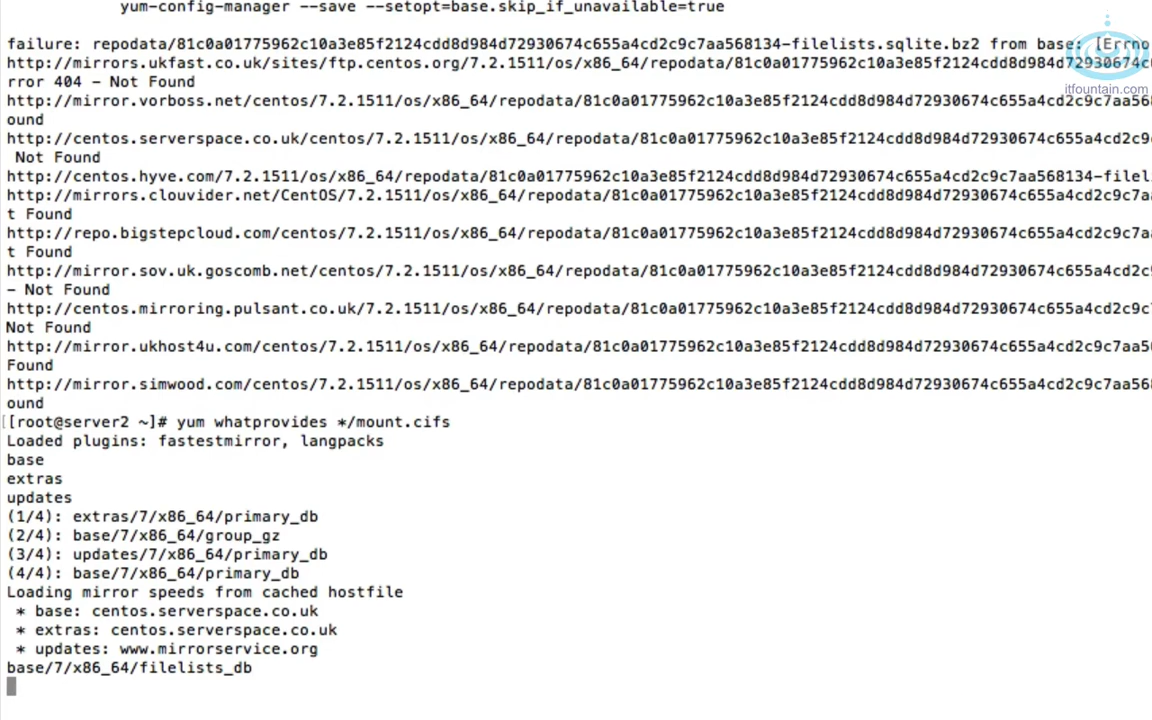 yum-config-manager --save --setopt=base.skip_if_unavailable=true
failure: repodata/81c0a01775962c10a3e85f2124cdd8d984d72930674c655a4cd2c9c7aa568134-filelists.sqlite.bz2 from base: [Errno
http://mirrors.ukfast.co.uk/sites/ftp.centos.org/7.2.1511/os/x86_64/repodata/81c0a01775962c10a3e85f2124cdd8d984d72930674c
rror 404 - Not Found
itfountain.com
http://mirror.vorboss.net/centos/7.2.1511/os/x86_64/repodata/81c0a01775962c10a3e85f2124cdd8d984d72930674c655a4cd2c9c7aa56
ound
http://centos.serverspace.co.uk/centos/7.2.1511/os/x86_64/repodata/81c0a01775962c10a3e85f2124cdd8d984d72930674c655a4cd2c9
Not Found
http://centos.hyve.com/7.2.1511/os/x86_64/repodata/81c0a01775962c10a3e85f2124cdd8d984d72930674c655a4cd2c9c7aa568134-filel
http://mirrors.clouvider.net/CentOS/7.2.1511/os/x86_64/repodata/81c0a01775962c10a3e85f2124cdd8d984d72930674c655a4cd2c9c7a
t Found
http://repo.bigstepcloud.com/centos/7.2.1511/os/x86_64/repodata/81c0a01775962c10a3e85f2124cdd8d984d72930674c655a4cd2c9c7a
t Found
http://mirror.sov.uk.goscomb.net/centos/7.2.1511/os/x86_64/repodata/81c0a01775962c10a3e85f2124cdd8d984d72930674c655a4cd2c
- Not Found
http://centos.mirroring.pulsant.co.uk/7.2.1511/os/x86_64/repodata/81c0a01775962c10a3e85f2124cdd8d984d72930674c655a4cd2c9c
Not Found
http://mirror.ukhost4u.com/centos/7.2.1511/os/x86_64/repodata/81c0a01775962c10a3e85f2124cdd8d984d72930674c655a4cd2c9c7aa5
Found
http://mirror.simwood.com/centos/7.2.1511/os/x86_64/repodata/81c0a01775962c10a3e85f2124cdd8d984d72930674c655a4cd2c9c7aa56
ound
[[root@server2 ~]# yum whatprovides */mount.cifs
Loaded plugins: fastestmirror, langpacks
base
extras
updates
(1/4): extras/7/x86_64/primary_db
(2/4): base/7/x86_64/group_gz
(3/4): updates/7/x86_64/primary_db
(4/4): base/7/x86_64/primary_db
Loading mirror speeds from cached hostfile
* base: centos.serverspace.co.uk
* extras: centos.serverspace.co.uk
* updates: www.mirrorservice.org
base/7/x86_64/filelists_db